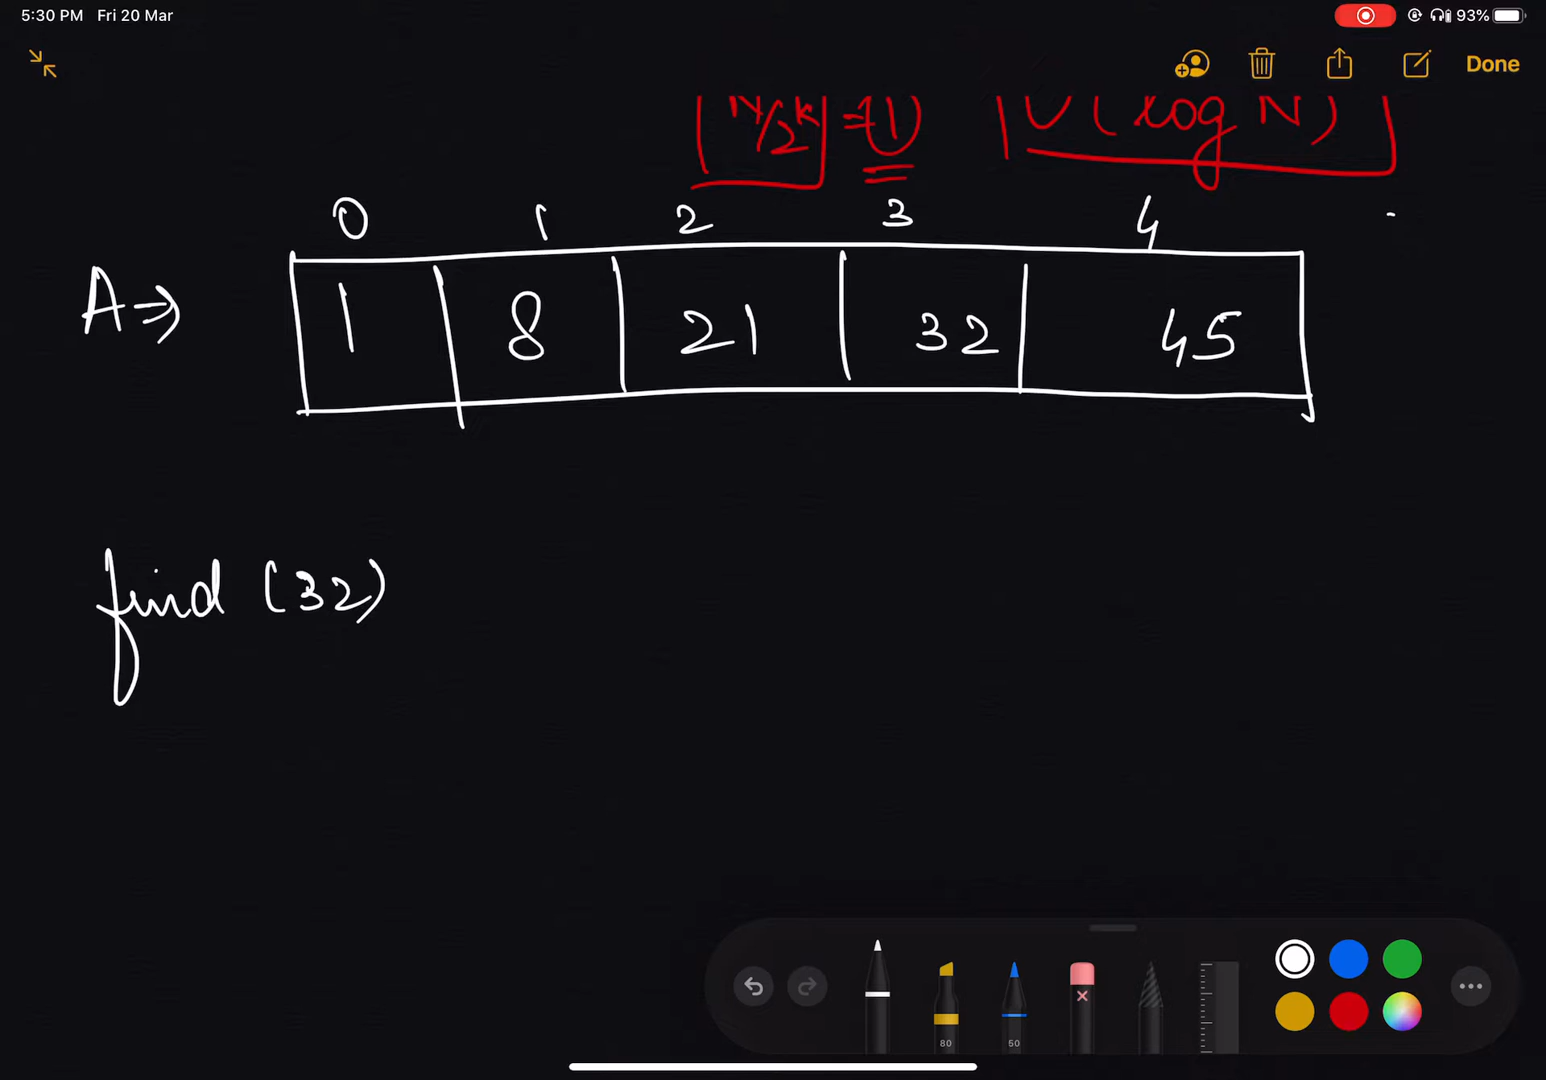 5:30 PM Fri 20 Mar 93%
Done
N/2^K = 1 O(log N)
0 1 2 3 4
A⇒ 1 8 21 32 45
find (32)
80 50